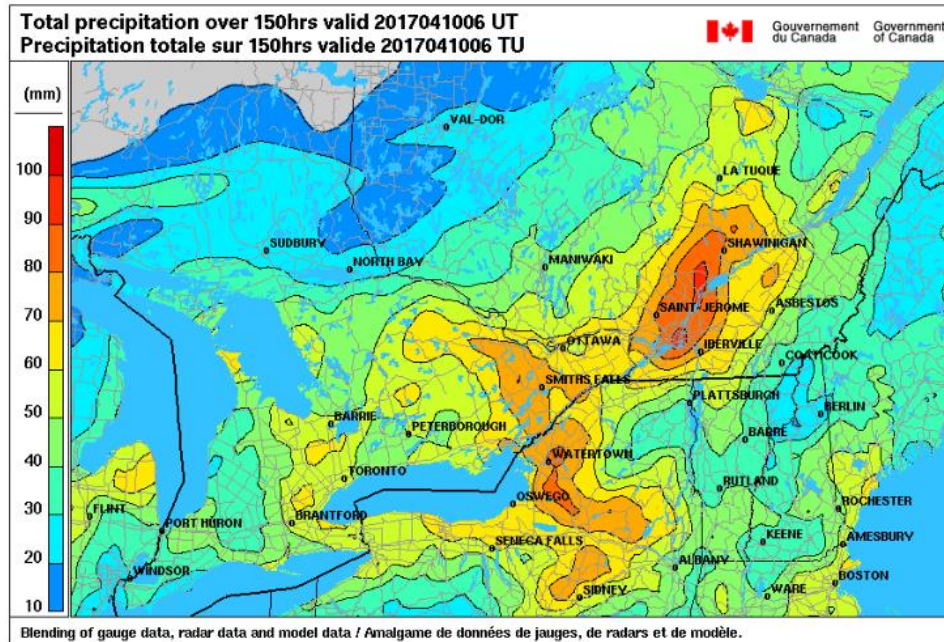 Total precipitation over 150hrs valid 2017041006 UT
Precipitation totale sur 150hrs valide 2017041006 TU
Gouvernement du Canada
Government of Canada
(mm)
100
90
80
70
60
50
40
30
20
10
VAL-DOR
LA TUQUE
SUDBURY
NORTH BAY
MANIWAKI
SHAWINIGAN
SAINT-JEROME
ASBESTOS
OTTAWA
IBERVILLE
COATICOOK
SMITHS FALLS
PLATTSBURGH
BERLIN
BARRIE
PETERBOROUGH
BARRE
WATERTOWN
TORONTO
RUTLAND
OSWEGO
ROCHESTER
FLINT
PORT HURON
BRANTFORD
SENECA FALLS
KEENE
AMESBURY
WINDSOR
ALBANY
SIDNEY
WARE
BOSTON
Blending of gauge data, radar data and model data / Amalgame de données de jauges, de radars et de modèle.